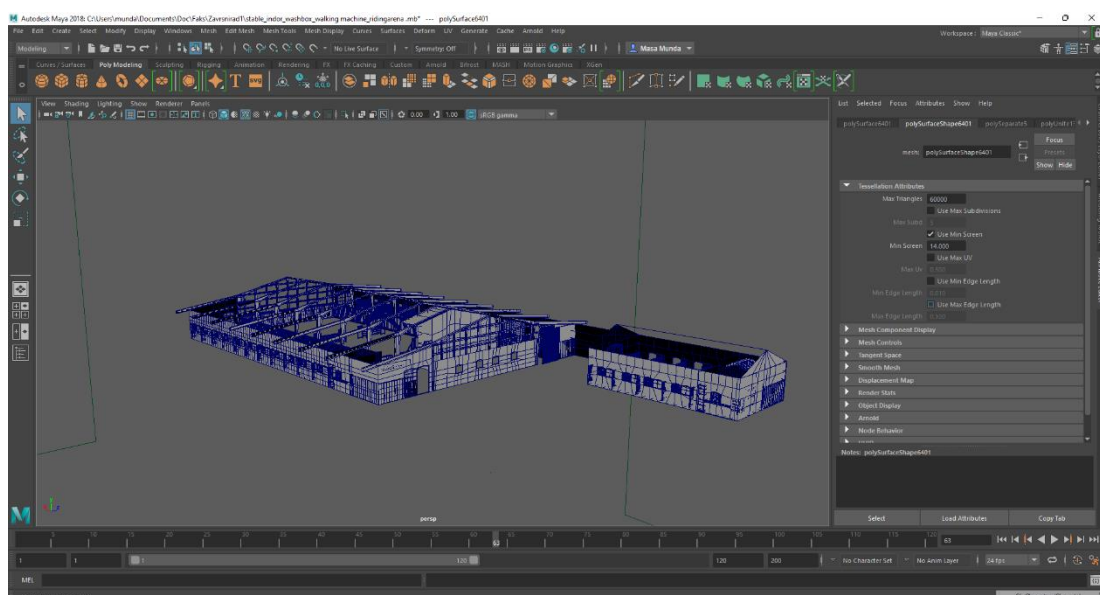 Autodesk Maya 2018: C:\Users\munda\Documents\Doc\Faks\Zavrsnirad1\stable_indor_washbox_walking machine_ridingarena .mb* --- polySurface6401
File Edit Create Select Modify Display Windows Mesh Edit Mesh Mesh Tools Mesh Display Curves Surfaces Deform UV Generate Cache Arnold Help
Workspace: Maya Classic*
Modeling No Live Surface Symmetry: Off Masa Munda
Curves / Surfaces Poly Modeling Sculpting Rigging Animation Rendering FX FX Caching Custom Arnold Bifrost MASH Motion Graphics XGen
View Shading Lighting Show Renderer Panels
0.00 1.00 sRGB gamma
List Selected Focus Attributes Show Help
polySurface6401 polySurfaceShape6401 polySeparate5
mesh: polySurfaceShape6401
Focus
Presets
Show Hide
Tessellation Attributes
Max Triangles 60000
Use Max Subdivisions
Max Subd
Use Min Screen
Min Screen 14.000
Use Max UV
Max Uv
Use Min Edge Length
Min Edge Length
Use Max Edge Length
Max Edge Length
Mesh Component Display
Mesh Controls
Tangent Space
Smooth Mesh
Displacement Map
Render Stats
Object Display
Arnold
Node Behavior
Notes: polySurfaceShape6401
persp
Select Load Attributes Copy Tab
5 10 15 20 25 30 35 40 45 50 55 60 63 65 70 75 80 85 90 95 100 105 110 115 120 63
1 1 1 120 120 200 No Character Set No Anim Layer 24 fps
MEL